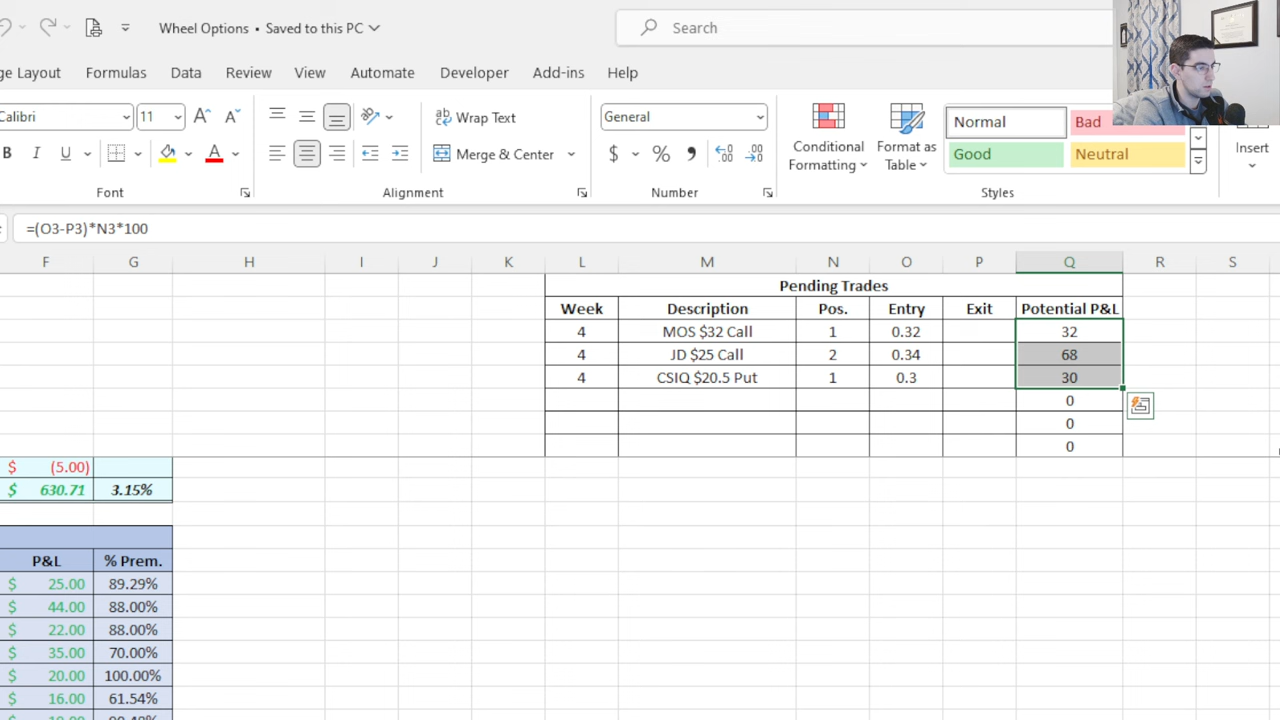 Wheel Options • Saved to this PC
Search
ge Layout Formulas Data Review View Automate Developer Add-ins Help
Calibri 11 A A Wrap Text General Conditional Formatting Format as Table Normal Bad Insert
B I U A Merge & Center $ % Good Neutral
Font Alignment Number Styles
=(O3-P3)*N3*100
F G H I J K L M N O P Q R S
Pending Trades
Week Description Pos. Entry Exit Potential P&L
4 MOS $32 Call 1 0.32 32
4 JD $25 Call 2 0.34 68
4 CSIQ $20.5 Put 1 0.3 30
0
0
0
$ (5.00)
$ 630.71 3.15%
P&L % Prem.
$ 25.00 89.29%
$ 44.00 88.00%
$ 22.00 88.00%
$ 35.00 70.00%
$ 20.00 100.00%
$ 16.00 61.54%